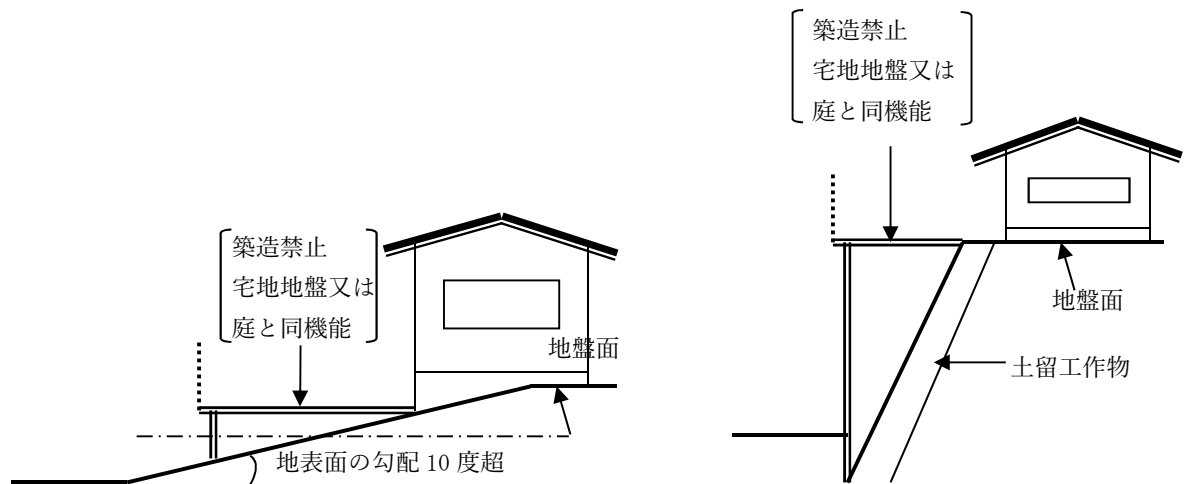 築造禁止
宅地地盤又は
庭と同機能
地盤面
地表面の勾配 10 度超
築造禁止
宅地地盤又は
庭と同機能
地盤面
土留工作物